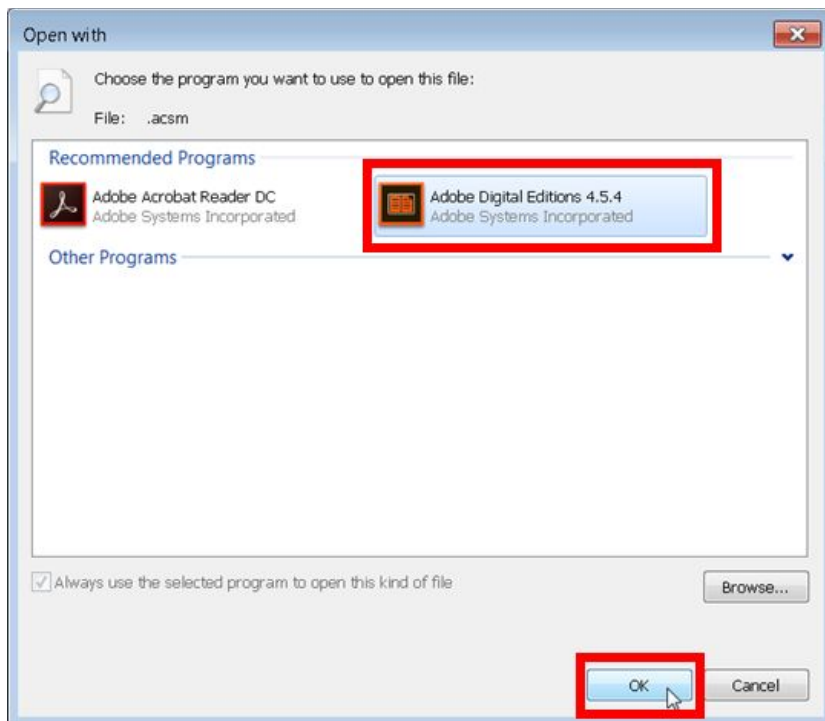 Open with
Choose the program you want to use to open this file:
File: .acsm
Recommended Programs
Adobe Acrobat Reader DC
Adobe Systems Incorporated
Adobe Digital Editions 4.5.4
Adobe Systems Incorporated
Other Programs
Always use the selected program to open this kind of file
Browse...
OK
Cancel